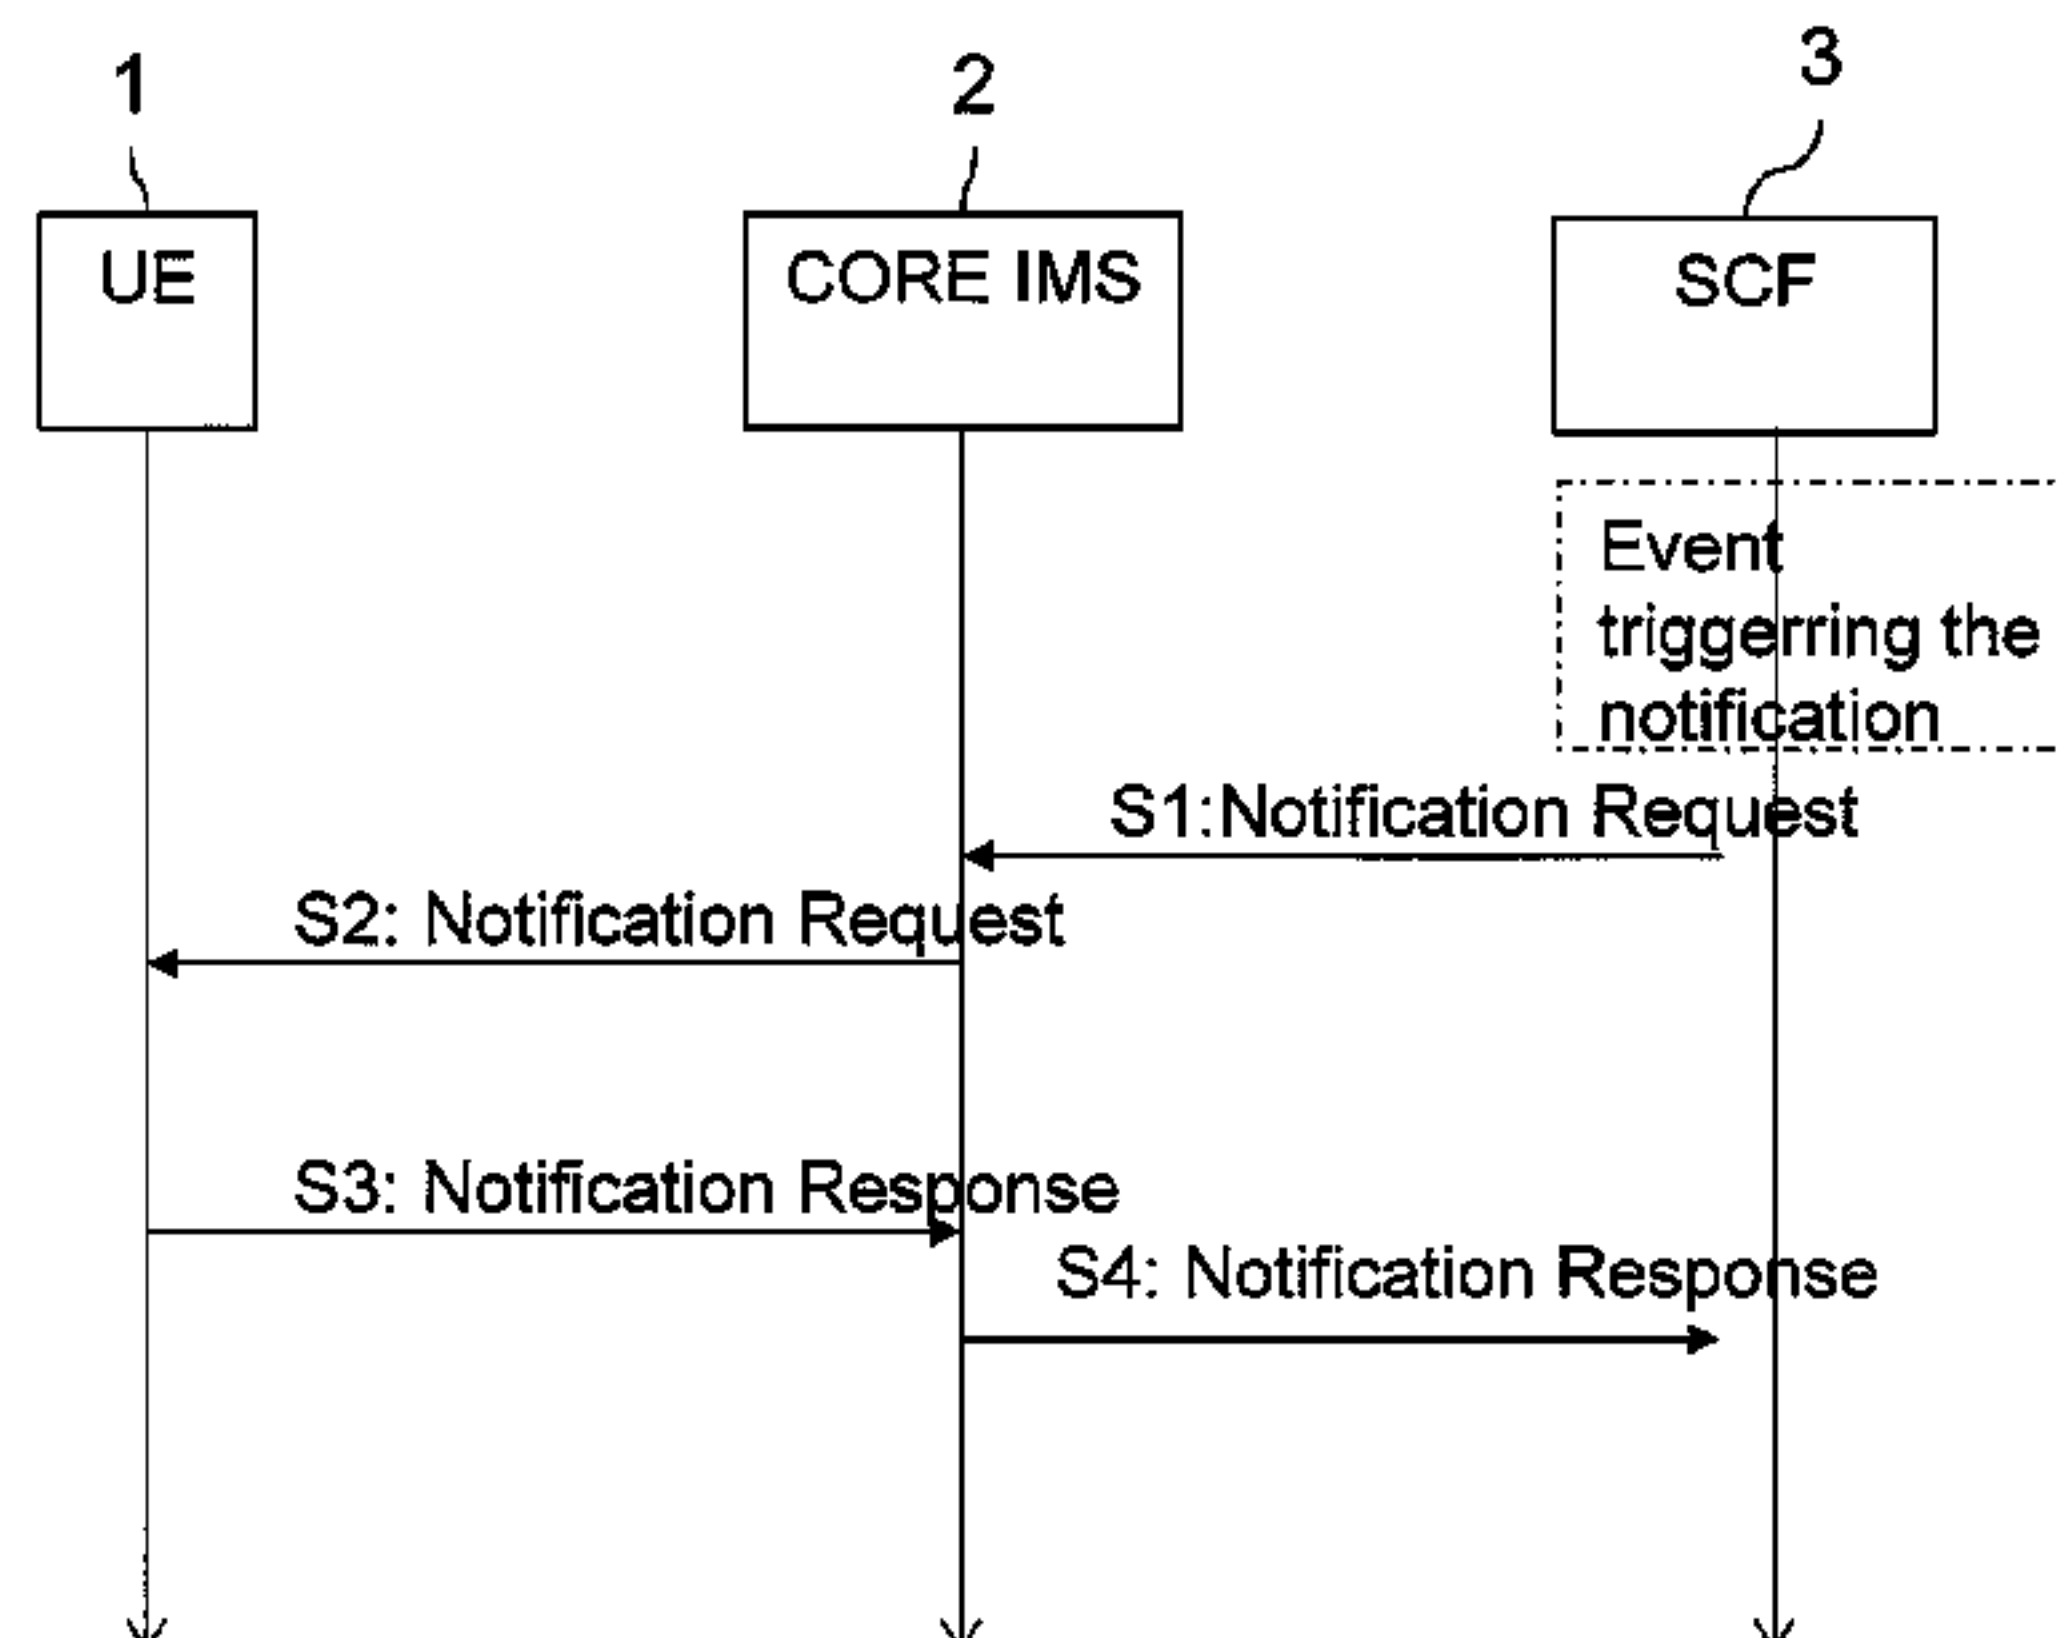 1
2
3
UE
CORE IMS
SCF
Event
triggerring the
notification
S1:Notification Request
S2: Notification Request
S3: Notification Response
S4: Notification Response